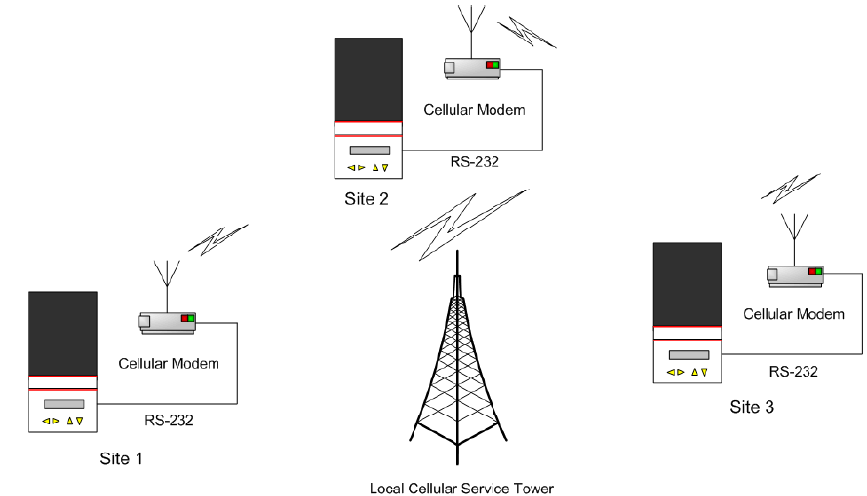 Cellular Modem
RS-232
Site 2
Cellular Modem
RS-232
Site 1
Cellular Modem
RS-232
Site 3
Local Cellular Service Tower